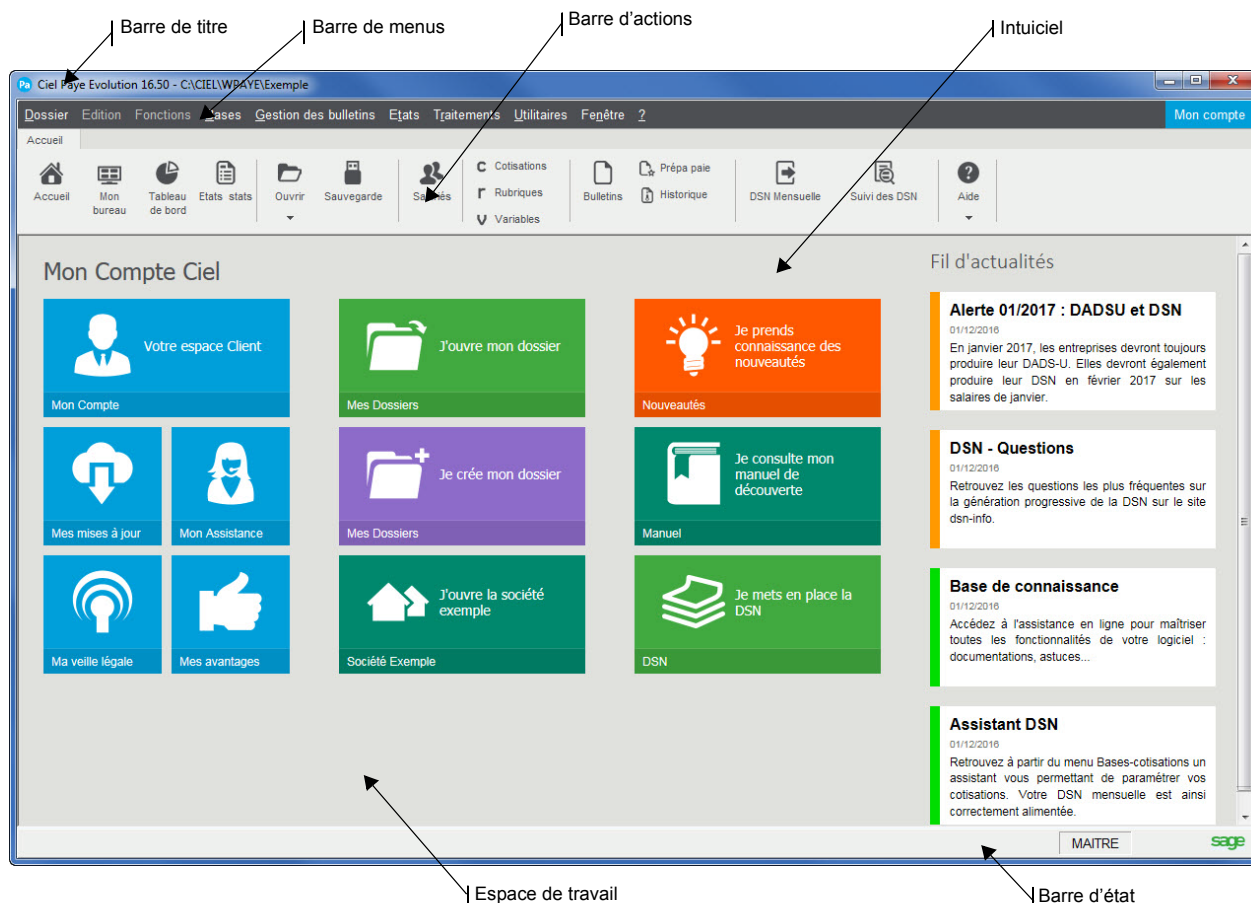 Barre de titre
Barre de menus
Barre d'actions
Intuiciel
Pa Ciel Paye Evolution 16.50 - C:\CIEL\WPAYE\Exemple
Dossier Edition Fonctions Bases Gestion des bulletins Etats Traitements Utilitaires Fenêtre ? Mon compte
Accueil
Accueil
Mon bureau
Tableau de bord
Etats stats
Ouvrir
Sauvegarde
Salariés
C Cotisations
Γ Rubriques
V Variables
Bulletins
Prépa paie
Historique
DSN Mensuelle
Suivi des DSN
Aide
Mon Compte Ciel
Votre espace Client
Mon Compte
J'ouvre mon dossier
Mes Dossiers
Je prends
connaissance des
nouveautés
Nouveautés
Mes mises à jour
Mon Assistance
Je crée mon dossier
Mes Dossiers
Je consulte mon
manuel de
découverte
Manuel
Ma veille légale
Mes avantages
J'ouvre la société
exemple
Société Exemple
Je mets en place la
DSN
DSN
Fil d'actualités
Alerte 01/2017 : DADSU et DSN
01/12/2016
En janvier 2017, les entreprises devront toujours
produire leur DADS-U. Elles devront également
produire leur DSN en février 2017 sur les
salaires de janvier.
DSN - Questions
01/12/2016
Retrouvez les questions les plus fréquentes sur
la génération progressive de la DSN sur le site
dsn-info.
Base de connaissance
01/12/2016
Accédez à l'assistance en ligne pour maîtriser
toutes les fonctionnalités de votre logiciel :
documentations, astuces...
Assistant DSN
01/12/2016
Retrouvez à partir du menu Bases-cotisations un
assistant vous permettant de paramétrer vos
cotisations. Votre DSN mensuelle est ainsi
correctement alimentée.
MAITRE
sage
Espace de travail
Barre d'état